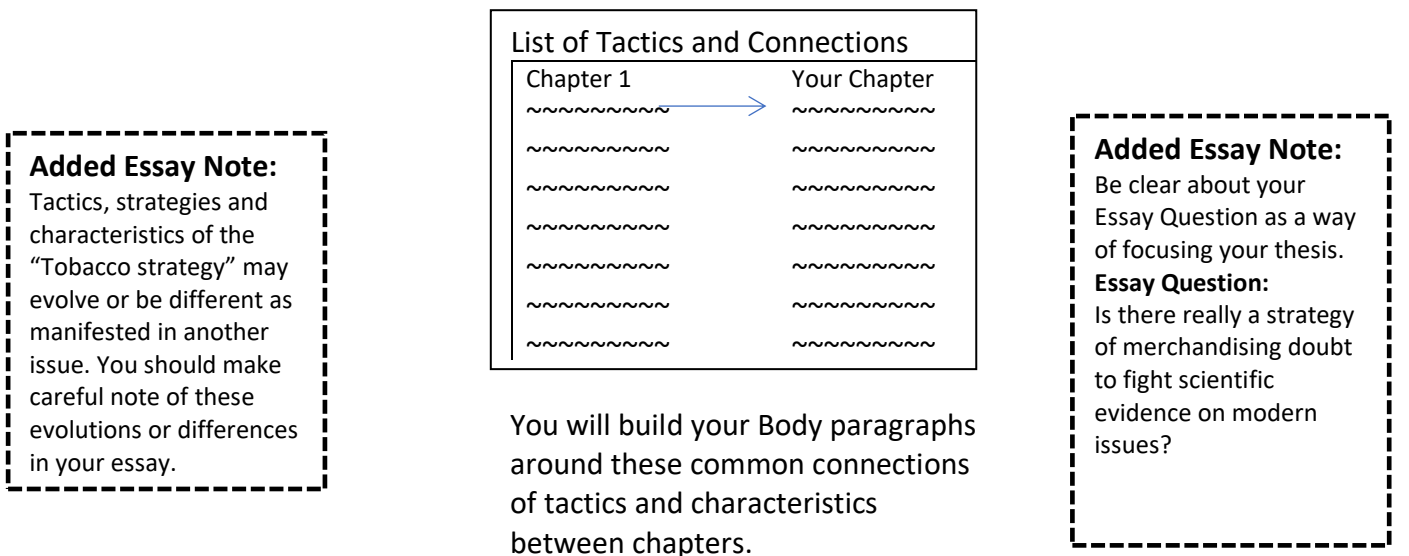 List of Tactics and Connections
Chapter 1 Your Chapter
~~~~~~~~~ ~~~~~~~~~
~~~~~~~~~ ~~~~~~~~~
~~~~~~~~~ ~~~~~~~~~
~~~~~~~~~ ~~~~~~~~~
~~~~~~~~~ ~~~~~~~~~
~~~~~~~~~ ~~~~~~~~~
~~~~~~~~~ ~~~~~~~~~
Added Essay Note:
Tactics, strategies and
characteristics of the
“Tobacco strategy” may
evolve or be different as
manifested in another
issue. You should make
careful note of these
evolutions or differences
in your essay.
You will build your Body paragraphs
around these common connections
of tactics and characteristics
between chapters.
Added Essay Note:
Be clear about your
Essay Question as a way
of focusing your thesis.
Essay Question:
Is there really a strategy
of merchandising doubt
to fight scientific
evidence on modern
issues?